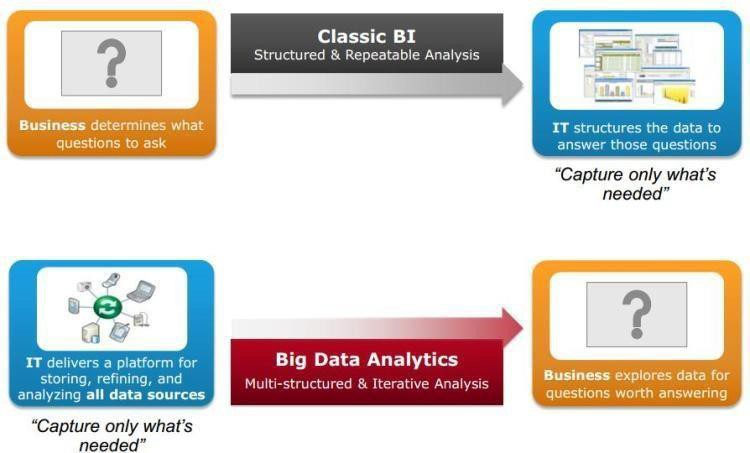 Classic BI
Structured & Repeatable Analysis
Business determines what
questions to ask
IT structures the data to
answer those questions
“Capture only what’s
needed”
IT delivers a platform for
storing, refining, and
analyzing all data sources
“Capture only what’s
needed”
Big Data Analytics
Multi-structured & Iterative Analysis
Business explores data for
questions worth answering
?
?